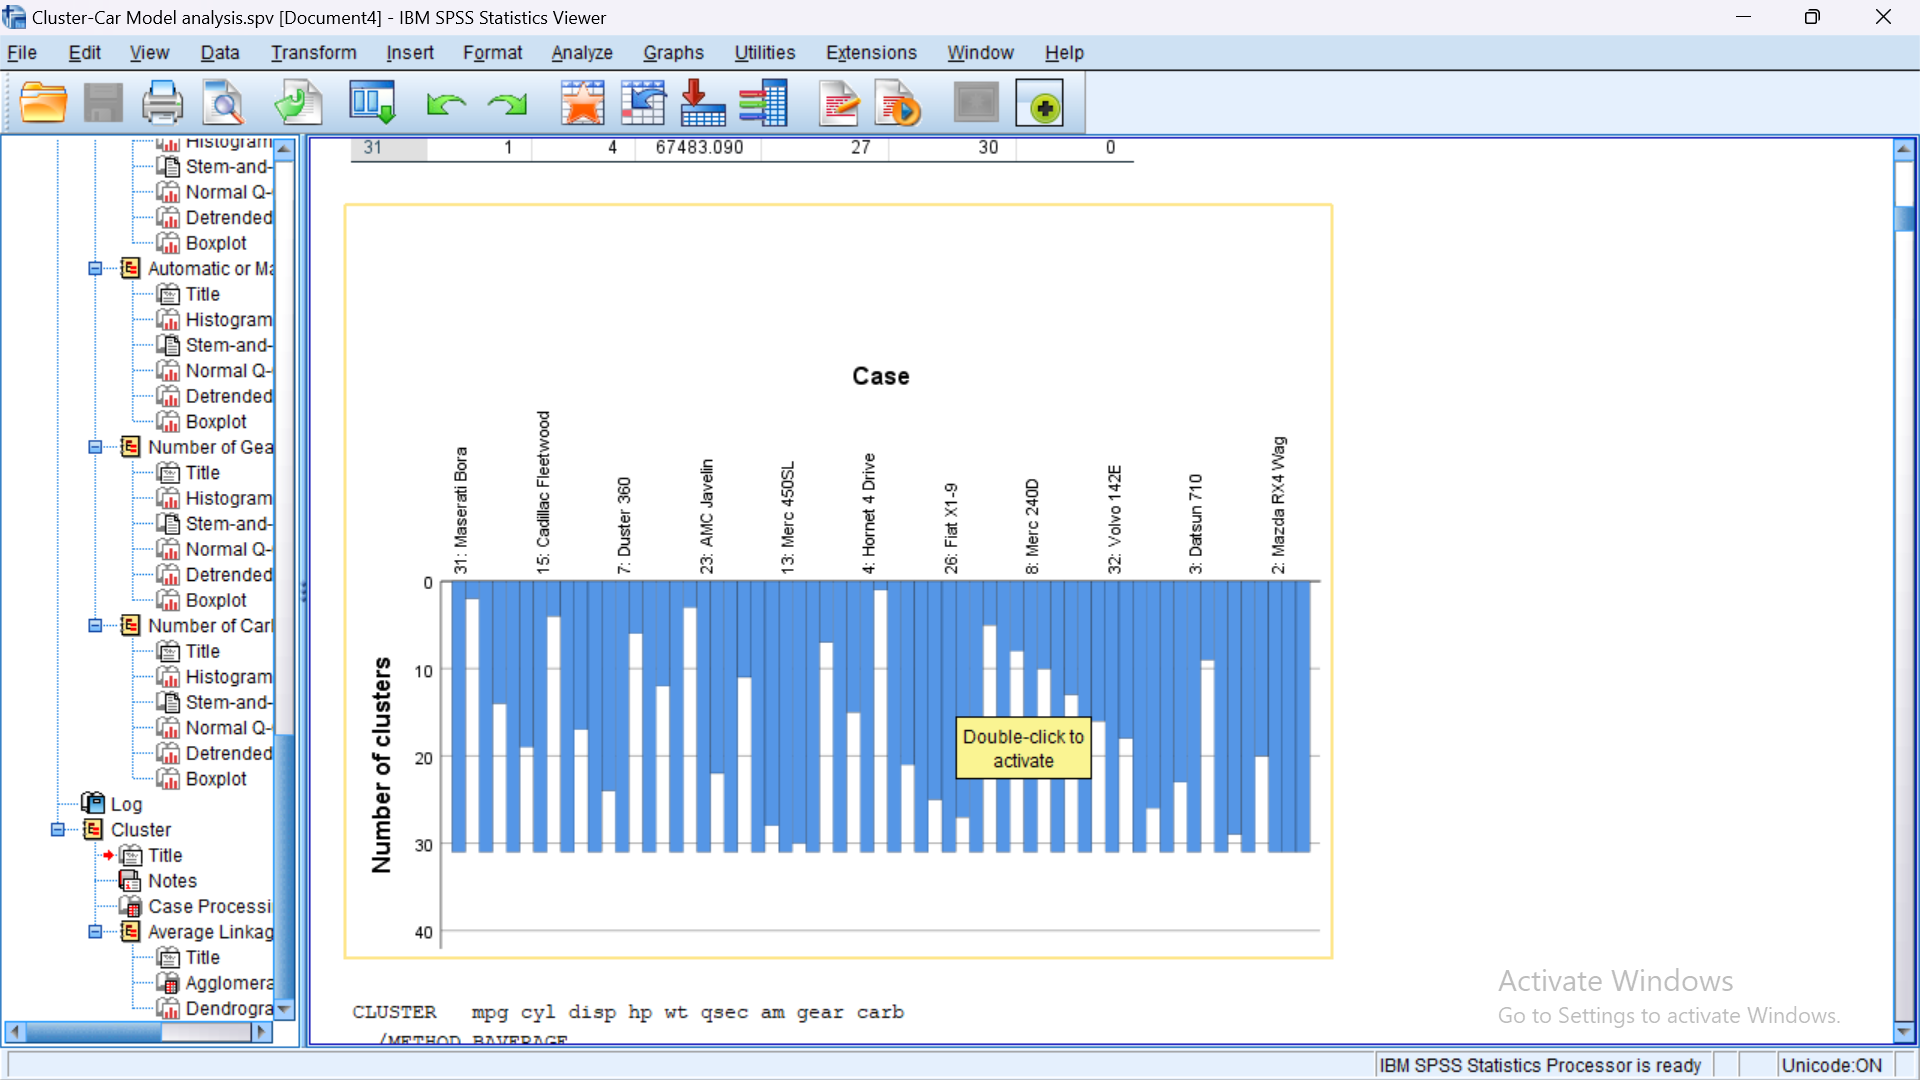 Cluster-Car Model analysis.spv [Document4] - IBM SPSS Statistics Viewer
File Edit View Data Transform Insert Format Analyze Graphs Utilities Extensions Window Help
Histogram
Stem-and-
Normal Q-
Detrended
Boxplot
Automatic or Ma
Title
Histogram
Stem-and-
Normal Q-
Detrended
Boxplot
Number of Gea
Title
Histogram
Stem-and-
Normal Q-
Detrended
Boxplot
Number of Car
Title
Histogram
Stem-and-
Normal Q-
Detrended
Boxplot
Log
Cluster
Title
Notes
Case Processi
Average Linkag
Title
Agglomera
Dendrogra
31 1 4 67483.090 27 30 0
Case
31: Maserati Bora
15: Cadillac Fleetwood
7: Duster 360
23: AMC Javelin
13: Merc 450SL
4: Hornet 4 Drive
26: Fiat X1-9
8: Merc 240D
32: Volvo 142E
3: Datsun 710
2: Mazda RX4 Wag
Number of clusters
0
10
20
30
40
Double-click to
activate
CLUSTER mpg cyl disp hp wt qsec am gear carb
/METHOD BAVERAGE
Activate Windows
Go to Settings to activate Windows.
IBM SPSS Statistics Processor is ready Unicode:ON